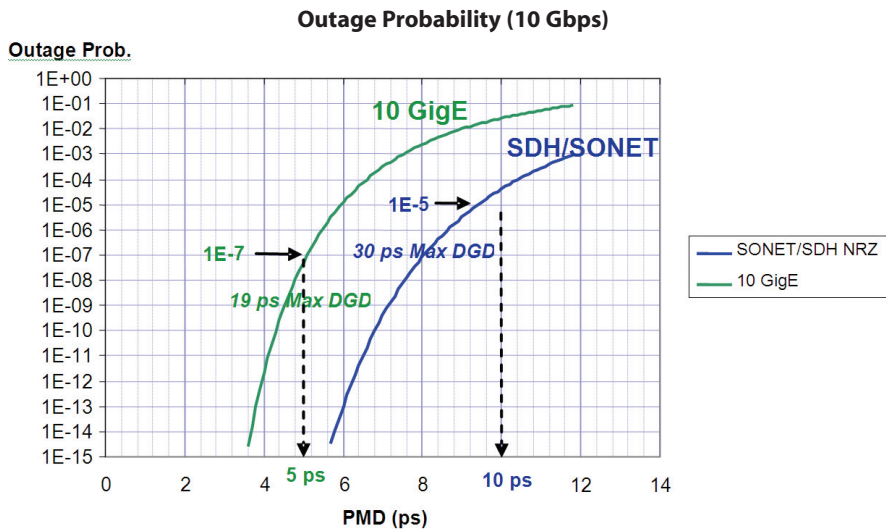 Outage Probability (10 Gbps)
Outage Prob.
1E+00
1E-01
1E-02
1E-03
1E-04
1E-05
1E-06
1E-07
1E-08
1E-09
1E-10
1E-11
1E-12
1E-13
1E-14
1E-15
10 GigE
SDH/SONET
1E-5
1E-7
30 ps Max DGD
19 ps Max DGD
SONET/SDH NRZ
10 GigE
5 ps
10 ps
0 2 4 6 8 10 12 14
PMD (ps)